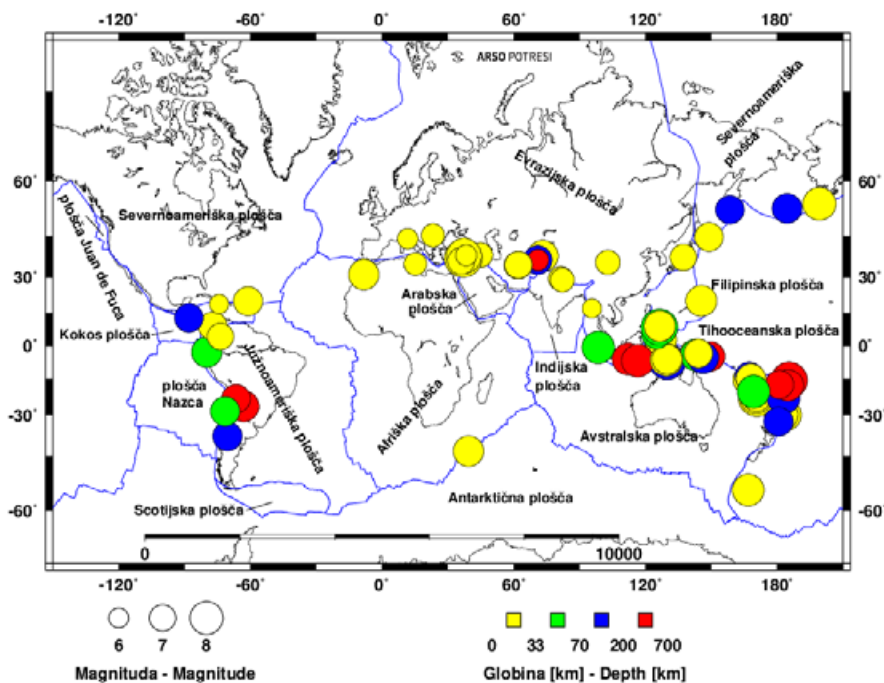 -120° -60° 0° 60° 120° 180°
ARSO POTRESI
Severnoameriška
plošča
Evrazijska plošča
60° 60°
plošča Juan de Fuca
Severnoameriška plošča
Arabska
plošča
Filipinska plošča
30° 30°
Kokos plošča
Tihooceanska plošča
0° 0°
Indijska
plošča
Južnoameriška plošča
plošča
Nazca
Afriška plošča
-30° -30°
Avstralska plošča
Antarktična plošča
Scotijska plošča
-60° -60°
0 10000
-120° -60° 0° 60° 120° 180°
6 7 8
0 33 70 200 700
Magnituda - Magnitude
Globina [km] - Depth [km]